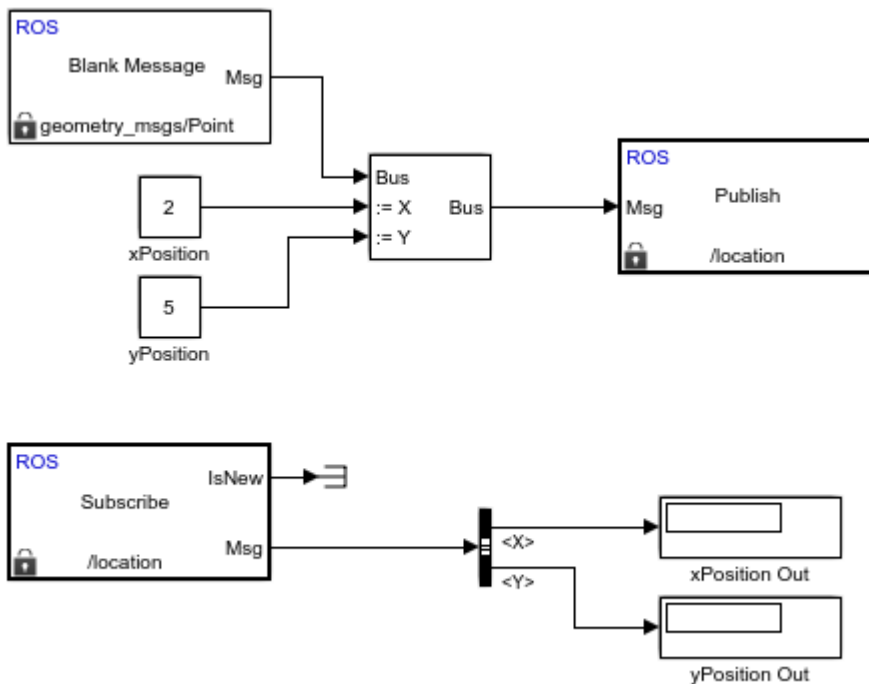 ROS
Blank Message
Msg
geometry_msgs/Point
2
xPosition
5
yPosition
Bus
:= X
:= Y
Bus
ROS
Msg
Publish
/location
ROS
IsNew
Subscribe
Msg
/location
<X>
<Y>
xPosition Out
yPosition Out